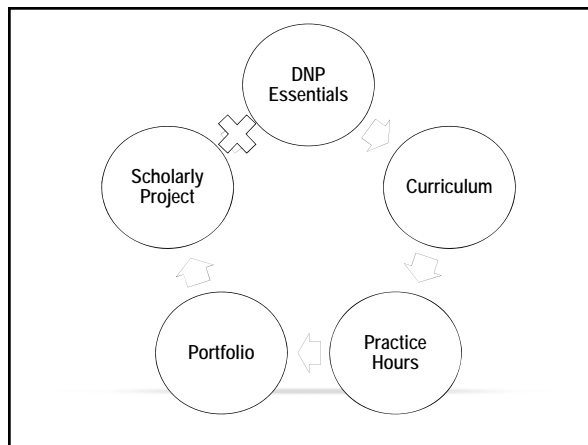 DNP
Essentials
Curriculum
Practice
Hours
Portfolio
Scholarly
Project